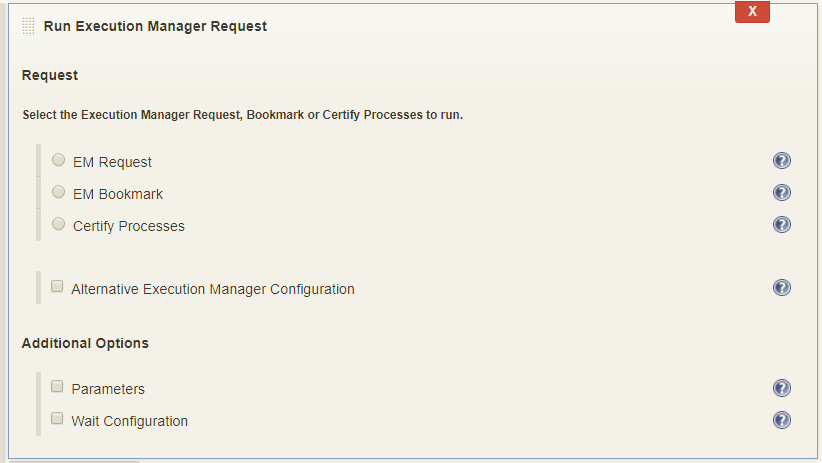 X
Run Execution Manager Request
Request
Select the Execution Manager Request, Bookmark or Certify Processes to run.
EM Request ?
EM Bookmark ?
Certify Processes ?
Alternative Execution Manager Configuration ?
Additional Options
Parameters ?
Wait Configuration ?